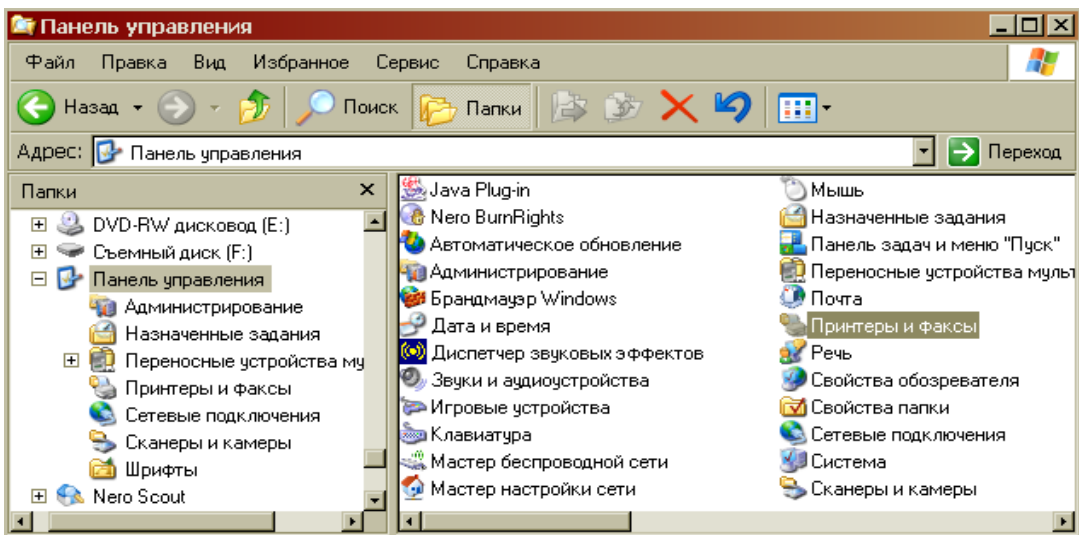 Панель управления
Файл Правка Вид Избранное Сервис Справка
Назад Поиск Папки
Адрес: Панель управления Переход
Папки
DVD-RW дисковод (E:)
Съемный диск (F:)
Панель управления
Администрирование
Назначенные задания
Переносные устройства му
Принтеры и факсы
Сетевые подключения
Сканеры и камеры
Шрифты
Nero Scout
Java Plug-in
Nero BurnRights
Автоматическое обновление
Администрирование
Брандмауэр Windows
Дата и время
Диспетчер звуковых эффектов
Звуки и аудиоустройства
Игровые устройства
Клавиатура
Мастер беспроводной сети
Мастер настройки сети
Мышь
Назначенные задания
Панель задач и меню "Пуск"
Переносные устройства мульт
Почта
Принтеры и факсы
Речь
Свойства обозревателя
Свойства папки
Сетевые подключения
Система
Сканеры и камеры